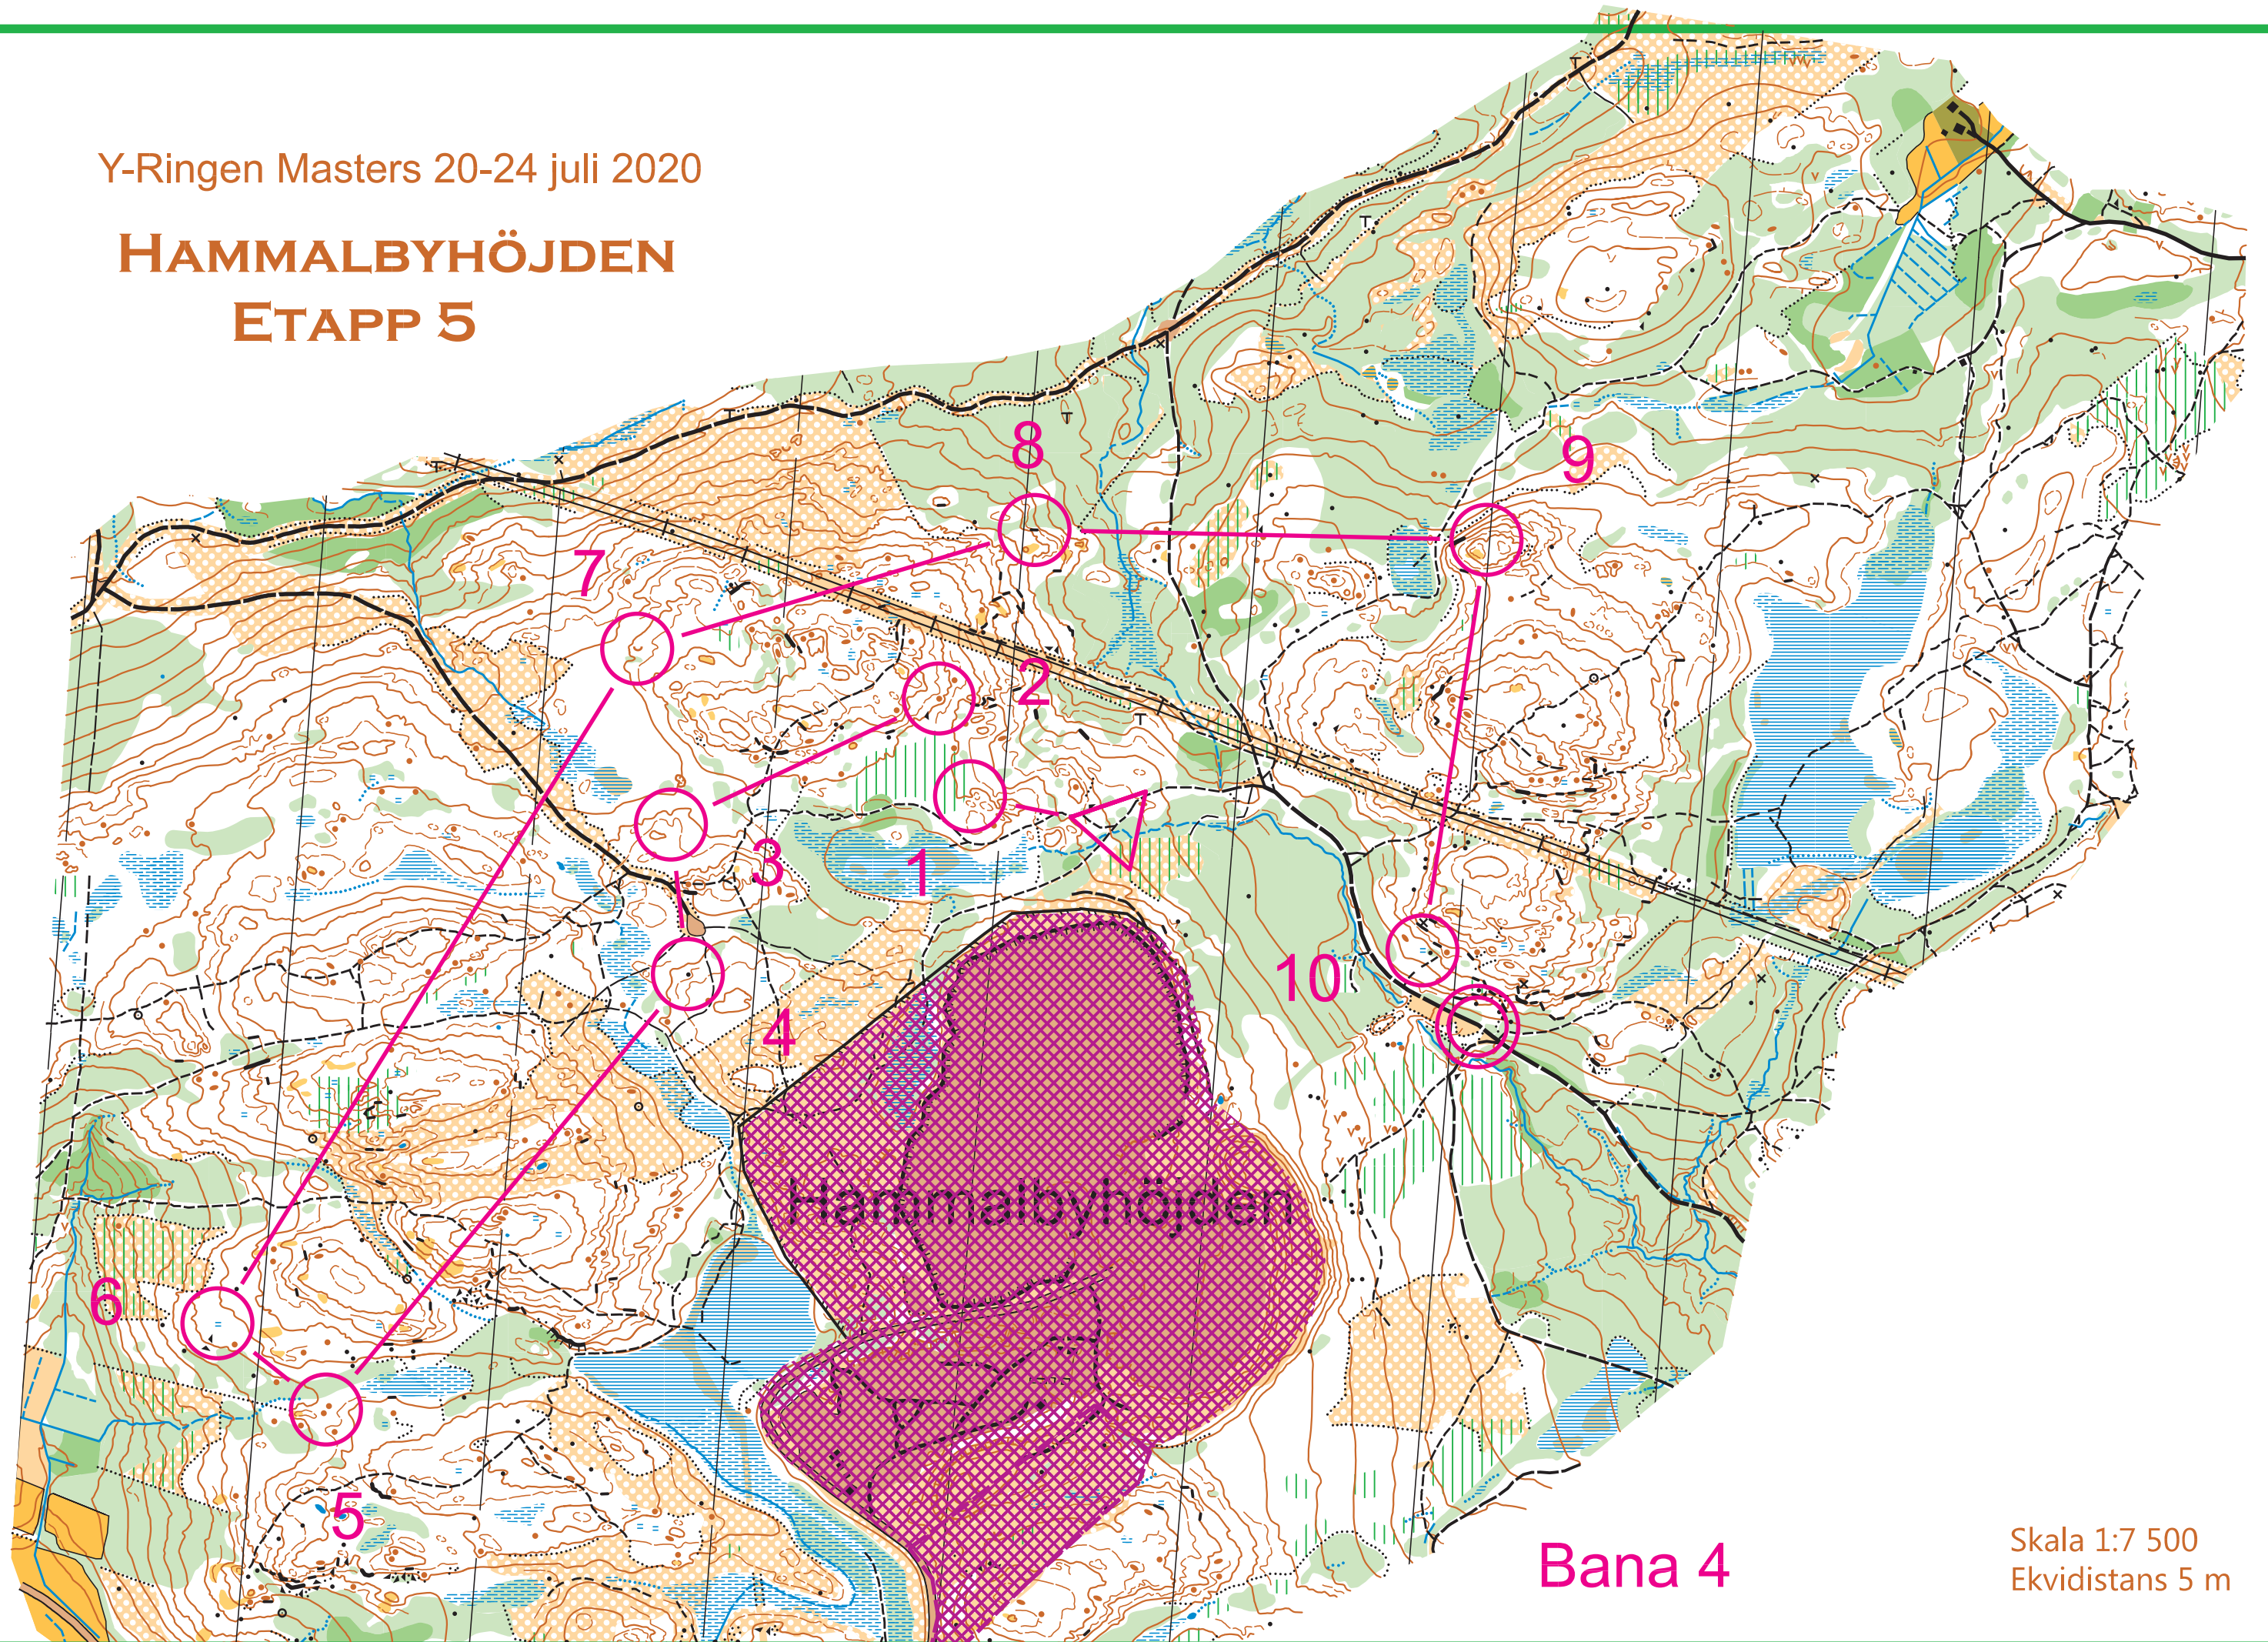 Y-Ringen Masters 20-24 juli 2020
HAMMALBYHÖJDEN
ETAPP 5
8
9
7
2
3
1
10
4
Hammalbyhöjden
6
5
Bana 4
Skala 1:7 500
Ekvidistans 5 m